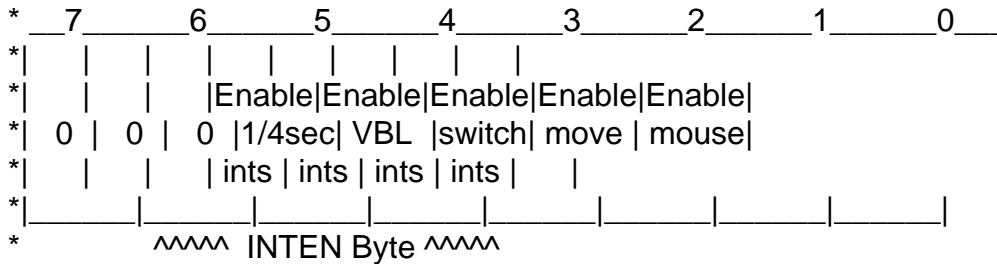 * __7______6______5______4______3______2______1______0___
*| | | | | | | | |
*| | | |Enable|Enable|Enable|Enable|Enable|
*| 0 | 0 | 0 |1/4sec| VBL |switch| move | mouse|
*| | | | ints | ints | ints | ints | |
*|______|______|______|______|______|______|______|______|
* ^^^^^ INTEN Byte ^^^^^